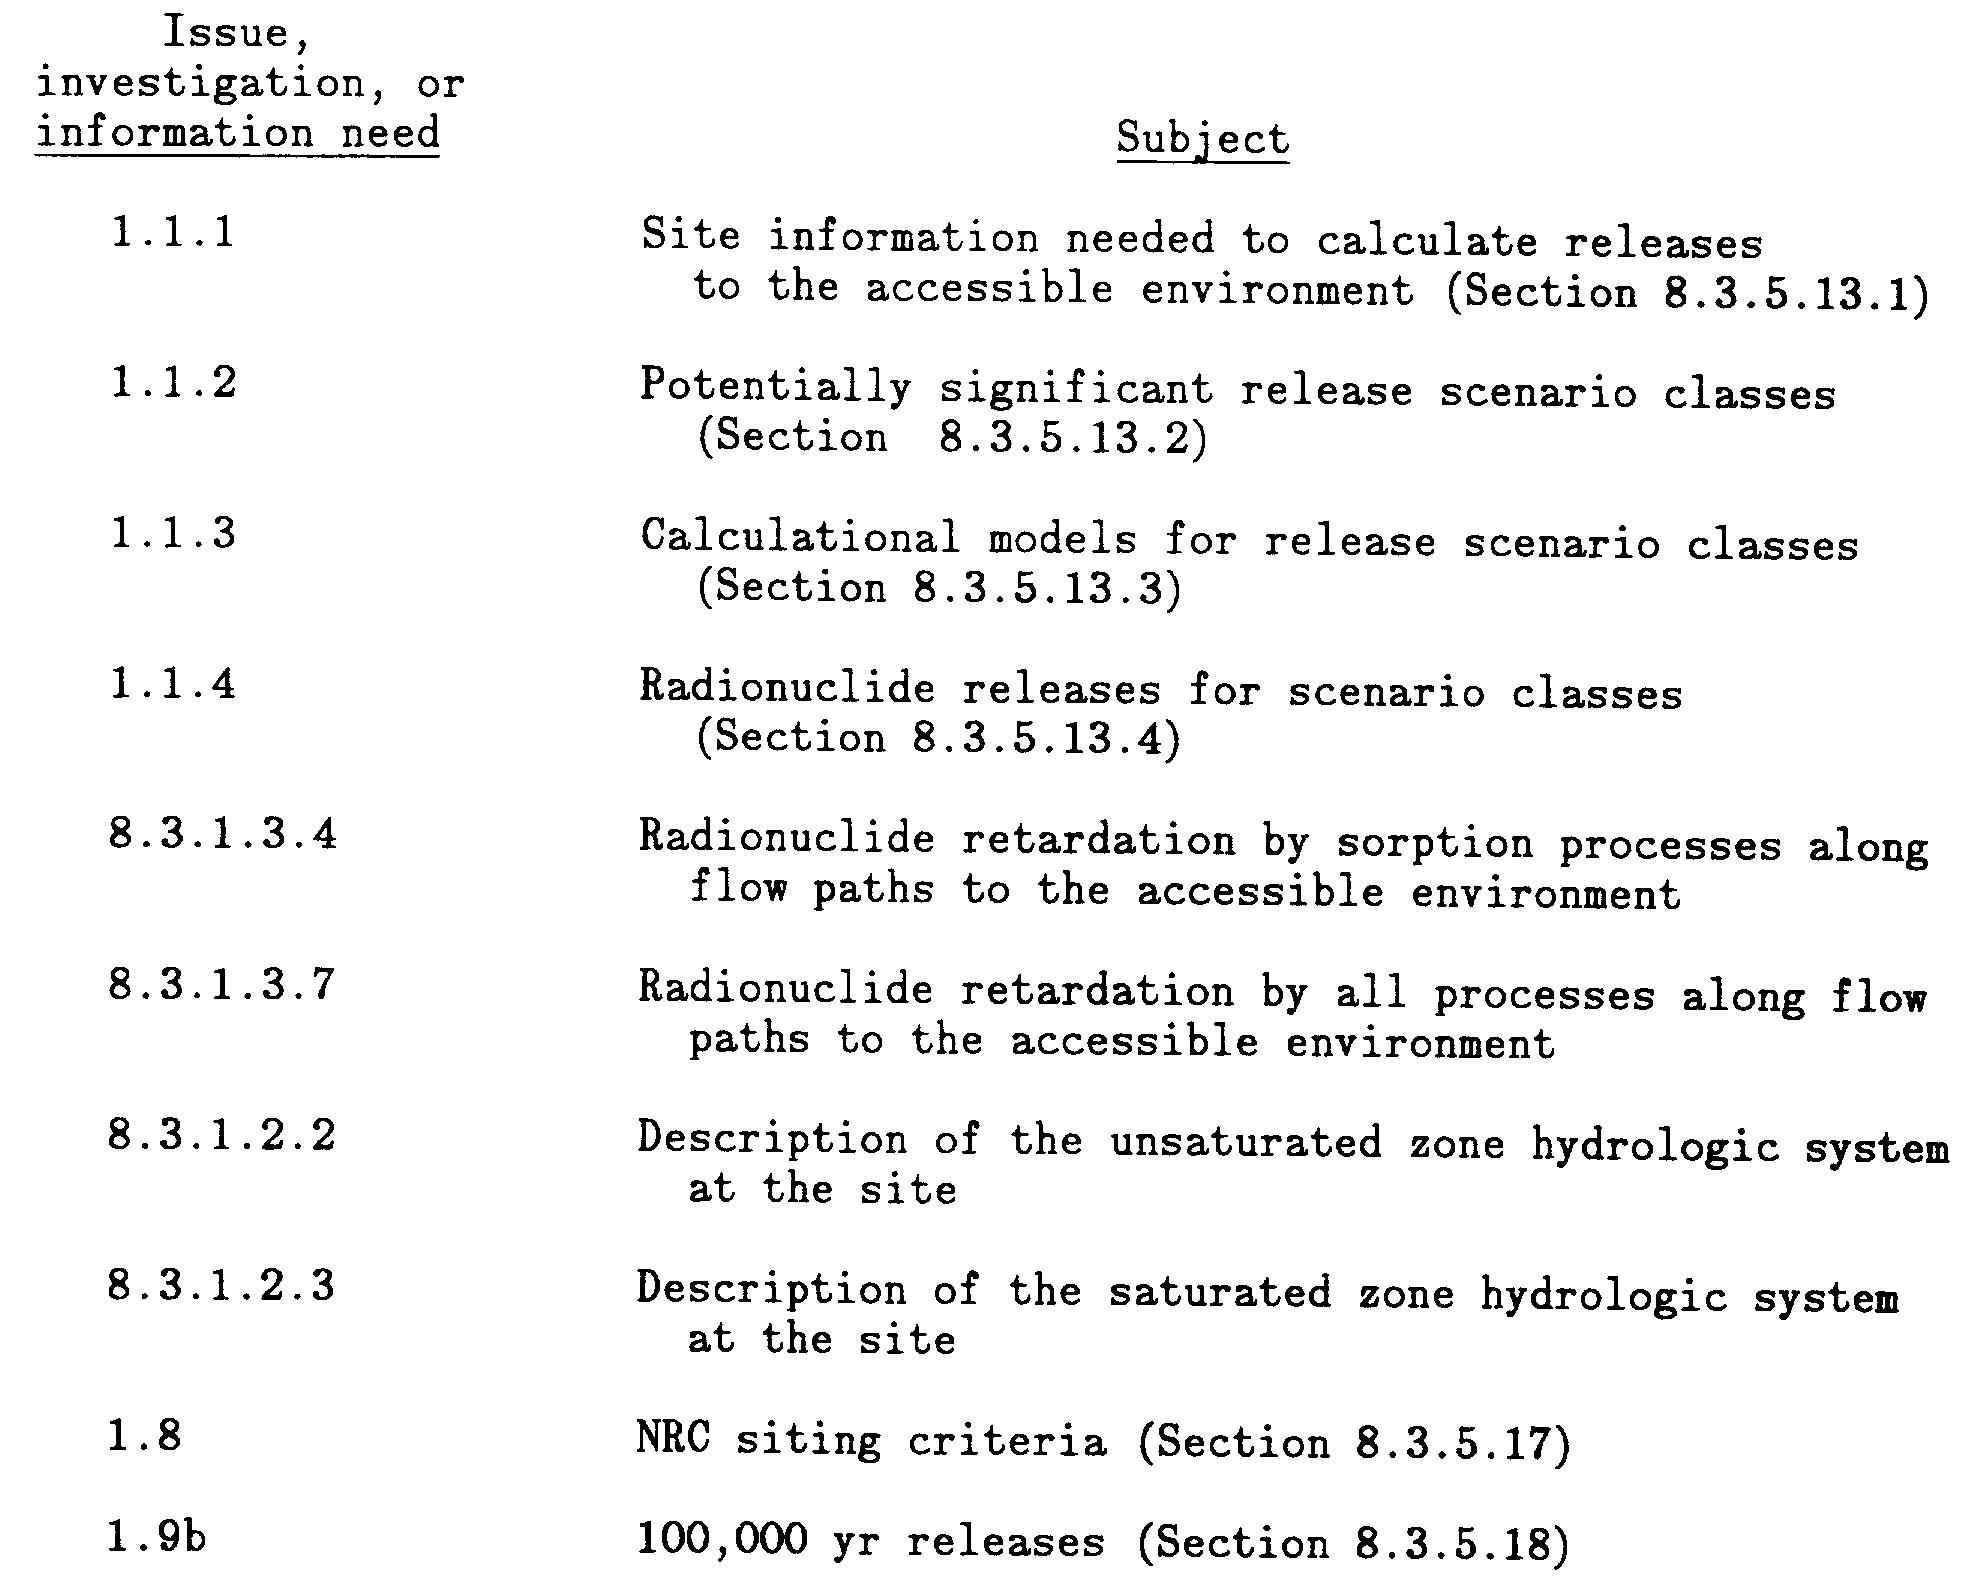 Issue,
investigation, or
information need
Subject
1.1.1 Site information needed to calculate releases
to the accessible environment (Section 8.3.5.13.1)
1.1.2 Potentially significant release scenario classes
(Section 8.3.5.13.2)
1.1.3 Calculational models for release scenario classes
(Section 8.3.5.13.3)
1.1.4 Radionuclide releases for scenario classes
(Section 8.3.5.13.4)
8.3.1.3.4 Radionuclide retardation by sorption processes along
flow paths to the accessible environment
8.3.1.3.7 Radionuclide retardation by all processes along flow
paths to the accessible environment
8.3.1.2.2 Description of the unsaturated zone hydrologic system
at the site
8.3.1.2.3 Description of the saturated zone hydrologic system
at the site
1.8 NRC siting criteria (Section 8.3.5.17)
1.9b 100,000 yr releases (Section 8.3.5.18)